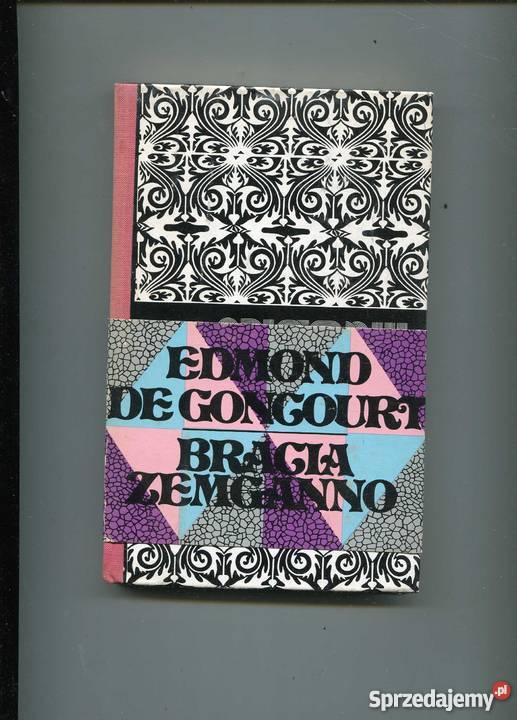 EDMOND
DE GONCOURT
BRACIA
ZEMGANNO
Sprzedajemy.pl